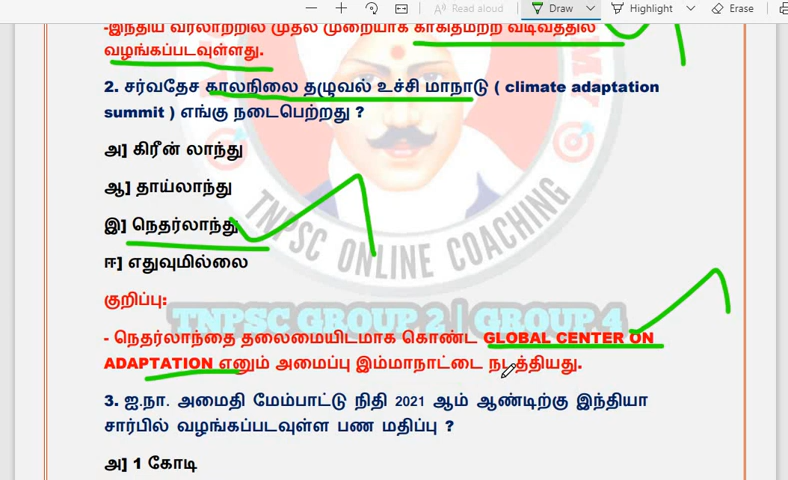 Read aloud
Draw
Highlight
Erase
-இந்திய வரலாற்றில் முதல் முறையாக காகிதமற்ற வடிவத்தில்
வழங்கப்படவுள்ளது.
2. சர்வதேச காலநிலை தழுவல் உச்சி மாநாடு ( climate adaptation
summit ) எங்கு நடைபெற்றது ?
அ] கிரீன் லாந்து
ஆ] தாய்லாந்து
இ] நெதர்லாந்து
ஈ] எதுவுமில்லை
குறிப்பு:
TNPSC ONLINE COACHING
TNPSC GROUP 2 | GROUP 4
- நெதர்லாந்தை தலைமையிடமாக கொண்ட GLOBAL CENTER ON
ADAPTATION எனும் அமைப்பு இம்மாநாட்டை நடத்தியது.
3. ஐ.நா. அமைதி மேம்பாட்டு நிதி 2021 ஆம் ஆண்டிற்கு இந்தியா
சார்பில் வழங்கப்படவுள்ள பண மதிப்பு ?
அ] 1 கோடி